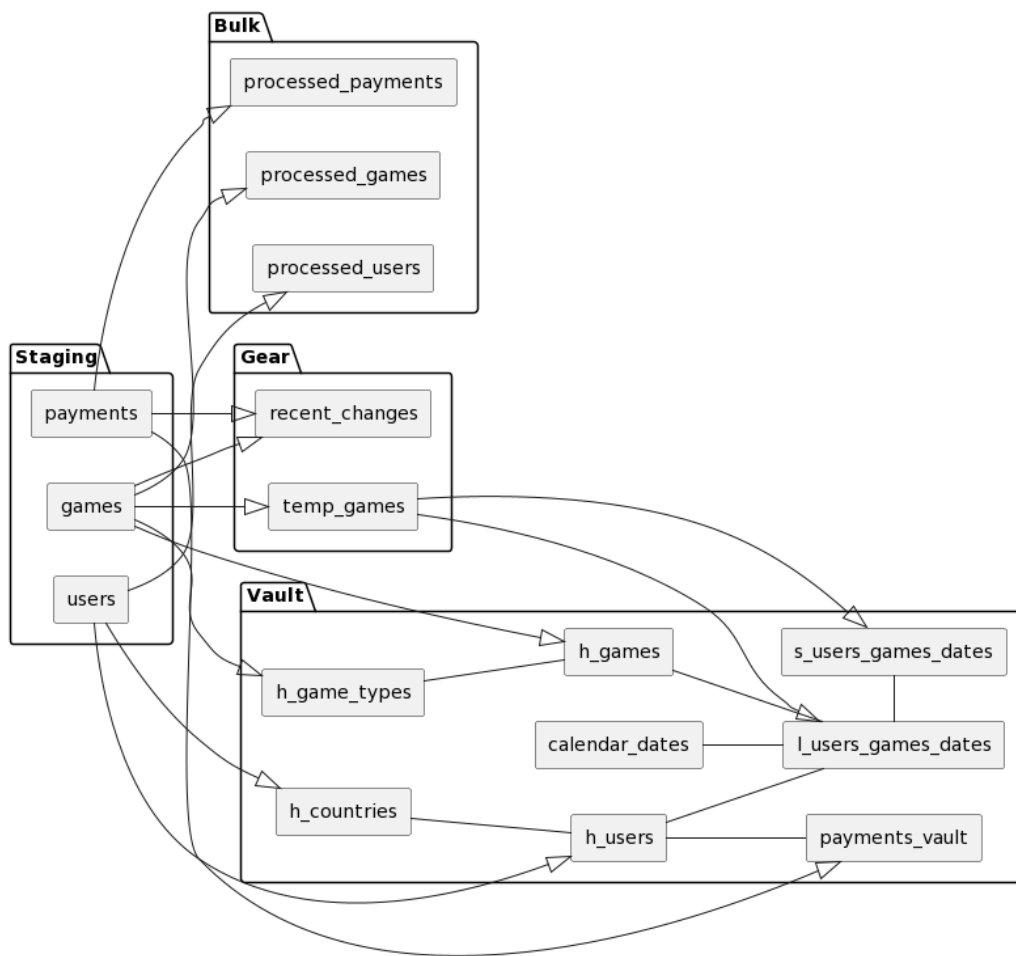 Bulk
processed_payments
processed_games
processed_users
Staging
payments
games
users
Gear
recent_changes
temp_games
Vault
h_games
s_users_games_dates
h_game_types
calendar_dates
l_users_games_dates
h_countries
h_users
payments_vault